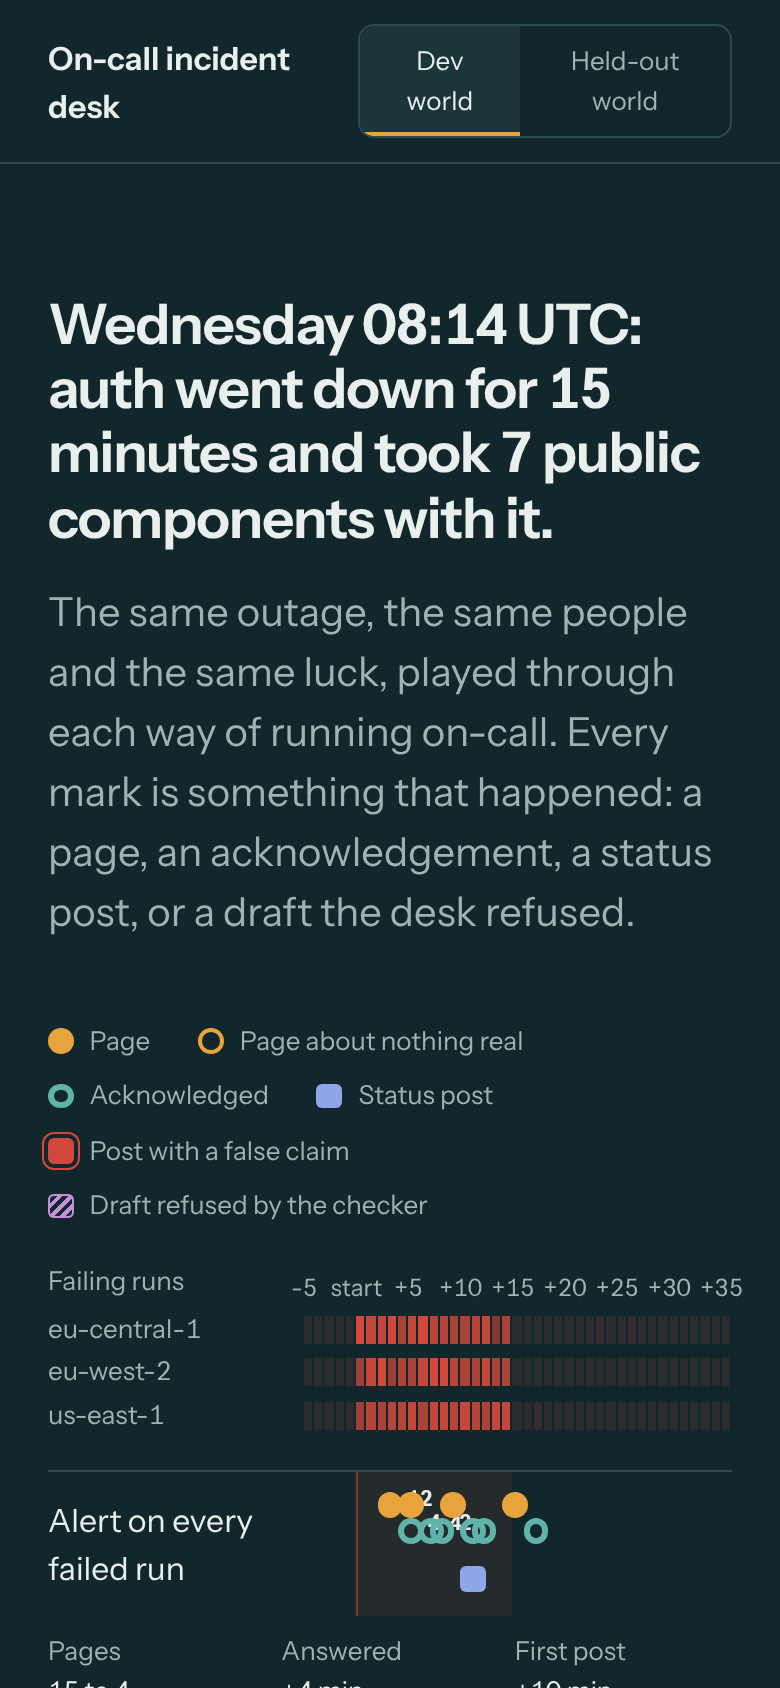 On-call incident
desk
Dev
world
Held-out
world
Wednesday 08:14 UTC:
auth went down for 15
minutes and took 7 public
components with it.
The same outage, the same people
and the same luck, played through
each way of running on-call. Every
mark is something that happened: a
page, an acknowledgement, a status
post, or a draft the desk refused.
Page
Page about nothing real
Acknowledged
Status post
Post with a false claim
Draft refused by the checker
Failing runs
-5 start +5 +10 +15 +20 +25 +30 +35
eu-central-1
eu-west-2
us-east-1
Alert on every
failed run
Pages
Answered
First post